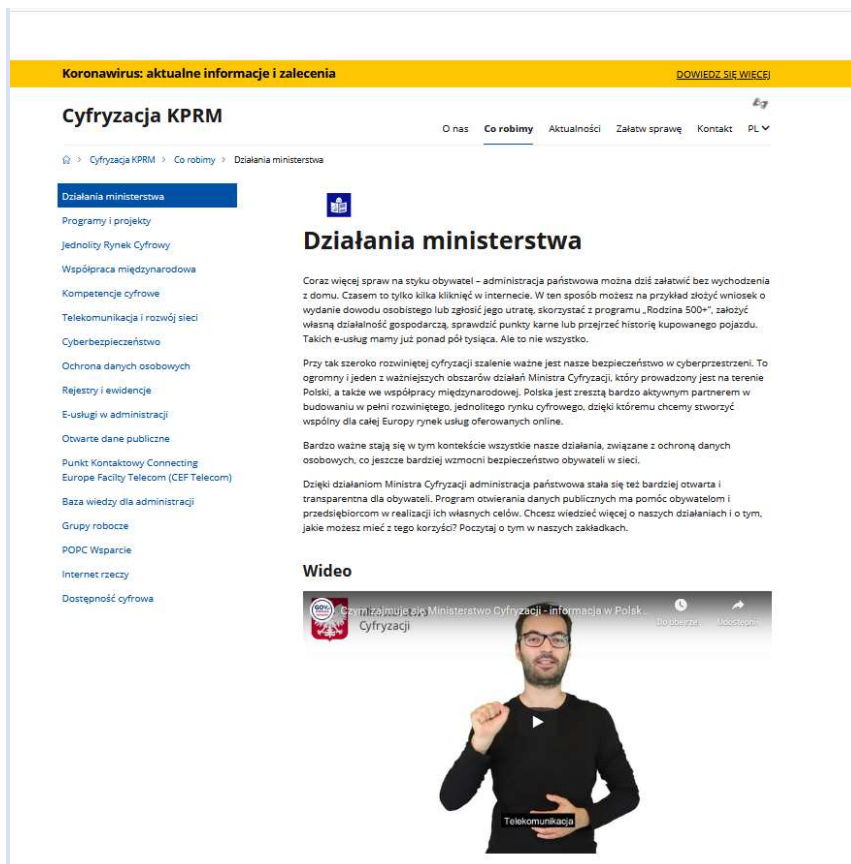 Koronawirus: aktualne informacje i zalecenia
DOWIEDZ SIĘ WIĘCEJ
Cyfryzacja KPRM
O nas Co robimy Aktualności Załatw sprawę Kontakt PL
Cyfryzacja KPRM > Co robimy > Działania ministerstwa
Działania ministerstwa
Programy i projekty
Jednolity Rynek Cyfrowy
Współpraca międzynarodowa
Kompetencje cyfrowe
Telekomunikacja i rozwój sieci
Cyberbezpieczeństwo
Ochrona danych osobowych
Rejestry i ewidencje
E-usługi w administracji
Otwarte dane publiczne
Punkt Kontaktowy Connecting
Europe Facilty Telecom (CEF Telecom)
Baza wiedzy dla administracji
Grupy robocze
POPC Wsparcie
Internet rzeczy
Dostępność cyfrowa
Działania ministerstwa
Coraz więcej spraw na styku obywatel – administracja państwowa można dziś załatwić bez wychodzenia
z domu. Czasem to tylko kilka kliknięć w internecie. W ten sposób możesz na przykład złożyć wniosek o
wydanie dowodu osobistego lub zgłosić jego utratę, skorzystać z programu „Rodzina 500+", założyć
własną działalność gospodarczą, sprawdzić punkty karne lub przejrzeć historię kupowanego pojazdu.
Takich e-usług mamy już ponad pół tysiąca. Ale to nie wszystko.
Przy tak szeroko rozwiniętej cyfryzacji szalenie ważne jest nasze bezpieczeństwo w cyberprzestrzeni. To
ogromny i jeden z ważniejszych obszarów działań Ministra Cyfryzacji, który prowadzony jest na terenie
Polski, a także we współpracy międzynarodowej. Polska jest zresztą bardzo aktywnym partnerem w
budowaniu w pełni rozwiniętego, jednolitego rynku cyfrowego, dzięki któremu chcemy stworzyć
wspólny dla całej Europy rynek usług oferowanych online.
Bardzo ważne stają się w tym kontekście wszystkie nasze działania, związane z ochroną danych
osobowych, co jeszcze bardziej wzmocni bezpieczeństwo obywateli w sieci.
Dzięki działaniom Ministra Cyfryzacji administracja państwowa stała się też bardziej otwarta i
transparentna dla obywateli. Program otwierania danych publicznych ma pomóc obywatelom i
przedsiębiorcom w realizacji ich własnych celów. Chcesz wiedzieć więcej o naszych działaniach i o tym,
jakie możesz mieć z tego korzyści? Poczytaj o tym w naszych zakładkach.
Wideo
Czym zajmuje się Ministerstwo Cyfryzacji - informacja w Polsk...
Cyfryzacji
Udostępnij
Telekomunikacja